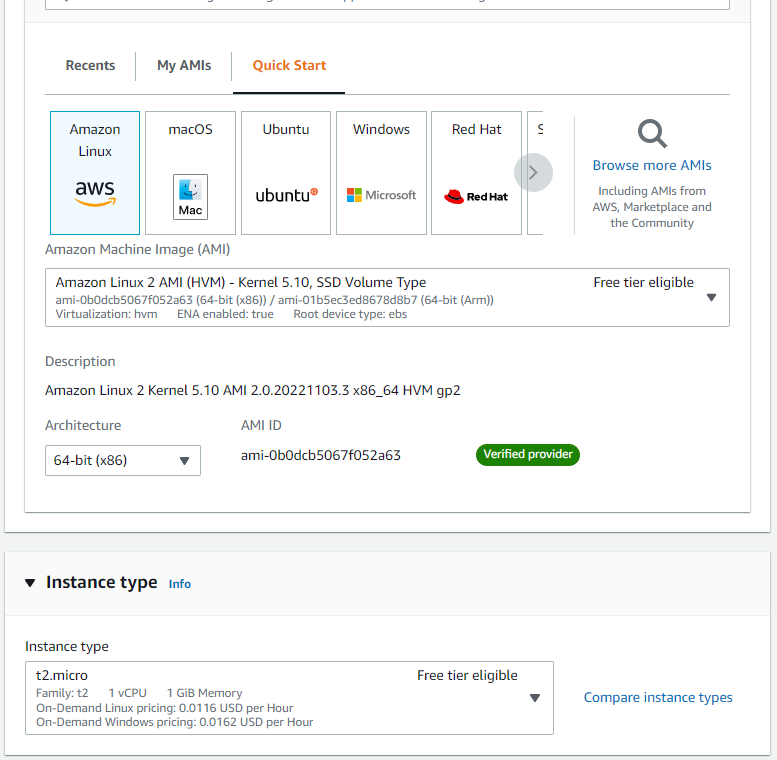 Recents
My AMIs
Quick Start
Amazon
Linux
aws
macOS
Mac
Ubuntu
ubuntu
Windows
Microsoft
Red Hat
Red Hat
S
Browse more AMIs
Including AMIs from
AWS, Marketplace and
the Community
Amazon Machine Image (AMI)
Amazon Linux 2 AMI (HVM) - Kernel 5.10, SSD Volume Type
Free tier eligible
ami-0b0dcb5067f052a63 (64-bit (x86)) / ami-01b5ec3ed8678d8b7 (64-bit (Arm))
Virtualization: hvm ENA enabled: true Root device type: ebs
Description
Amazon Linux 2 Kernel 5.10 AMI 2.0.20221103.3 x86_64 HVM gp2
Architecture
AMI ID
64-bit (x86)
ami-0b0dcb5067f052a63
Verified provider
Instance type
Info
Instance type
t2.micro
Free tier eligible
Family: t2 1 vCPU 1 GiB Memory
On-Demand Linux pricing: 0.0116 USD per Hour
On-Demand Windows pricing: 0.0162 USD per Hour
Compare instance types